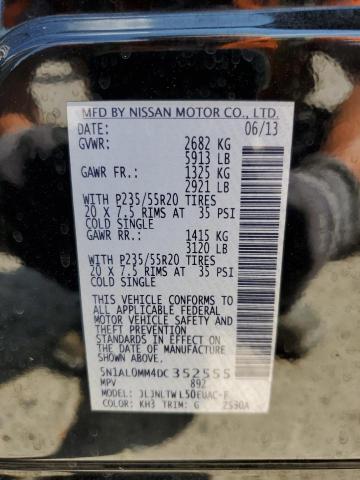 MFD BY NISSAN MOTOR CO., LTD.
DATE: 06/13
GVWR: 2682 KG
5913 LB
GAWR FR.: 1325 KG
2921 LB
WITH P235/55R20 TIRES
20 X 7.5 RIMS AT 35 PSI
COLD SINGLE
GAWR RR.: 1415 KG
3120 LB
WITH P235/55R20 TIRES
20 X 7.5 RIMS AT 35 PSI
COLD SINGLE
THIS VEHICLE CONFORMS TO
ALL APPLICABLE FEDERAL
MOTOR VEHICLE SAFETY
STANDARDS IN EFFECT ON
THE DATE OF MANUFACTURE
SHOWN ABOVE
5N1AL0MM4DC352555
MPV 892
MODEL: JLJNLTWL50EUAC-F
COLOR: KH3 TRIM: G 2590A